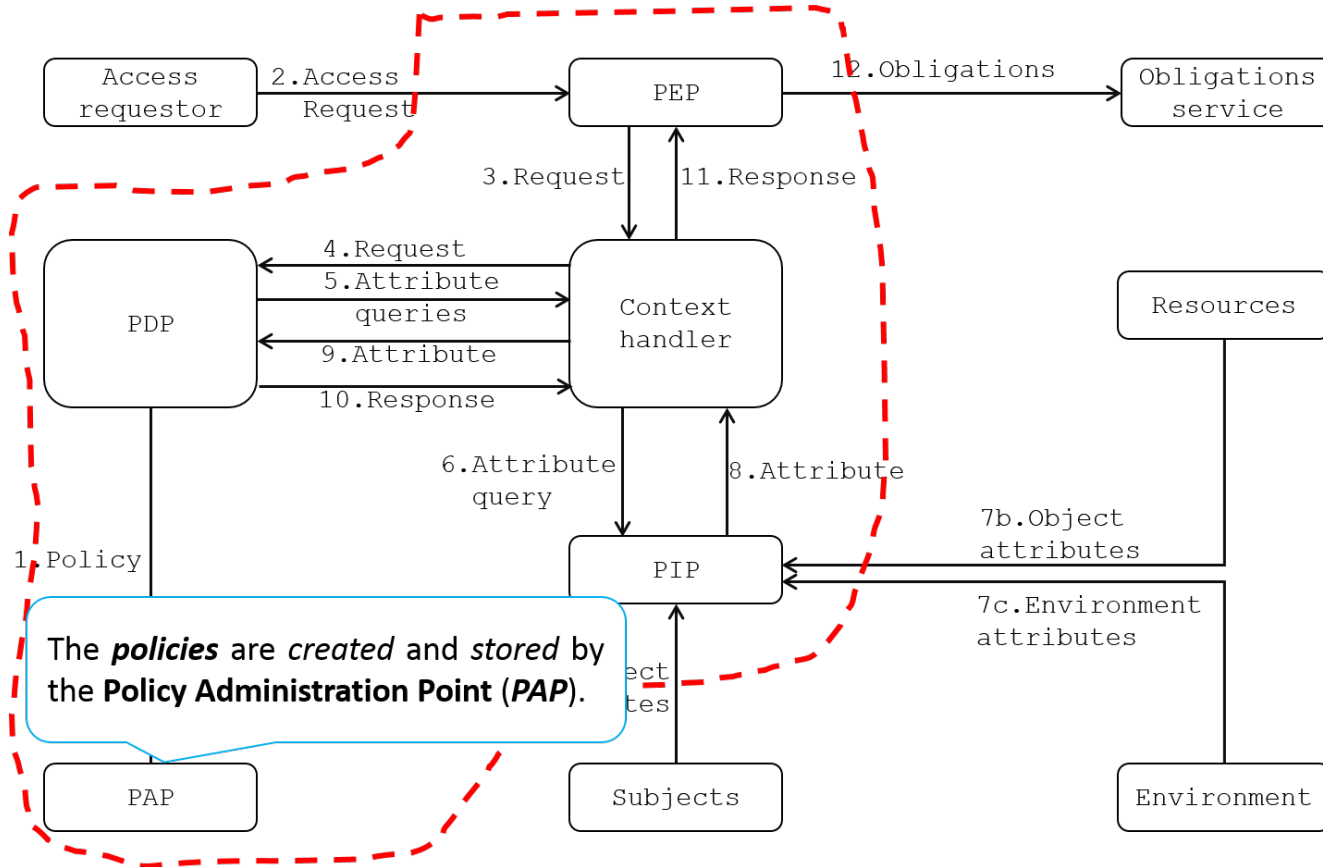 Access
requestor
2.Access
Request
PEP
12.Obligations
Obligations
service
3.Request
11.Response
4.Request
5.Attribute
queries
PDP
Context
handler
9.Attribute
10.Response
Resources
6.Attribute
query
8.Attribute
7b.Object
attributes
1.Policy
PIP
7c.Environment
attributes
The policies are created and stored by
the Policy Administration Point (PAP).
PAP
Subjects
Environment